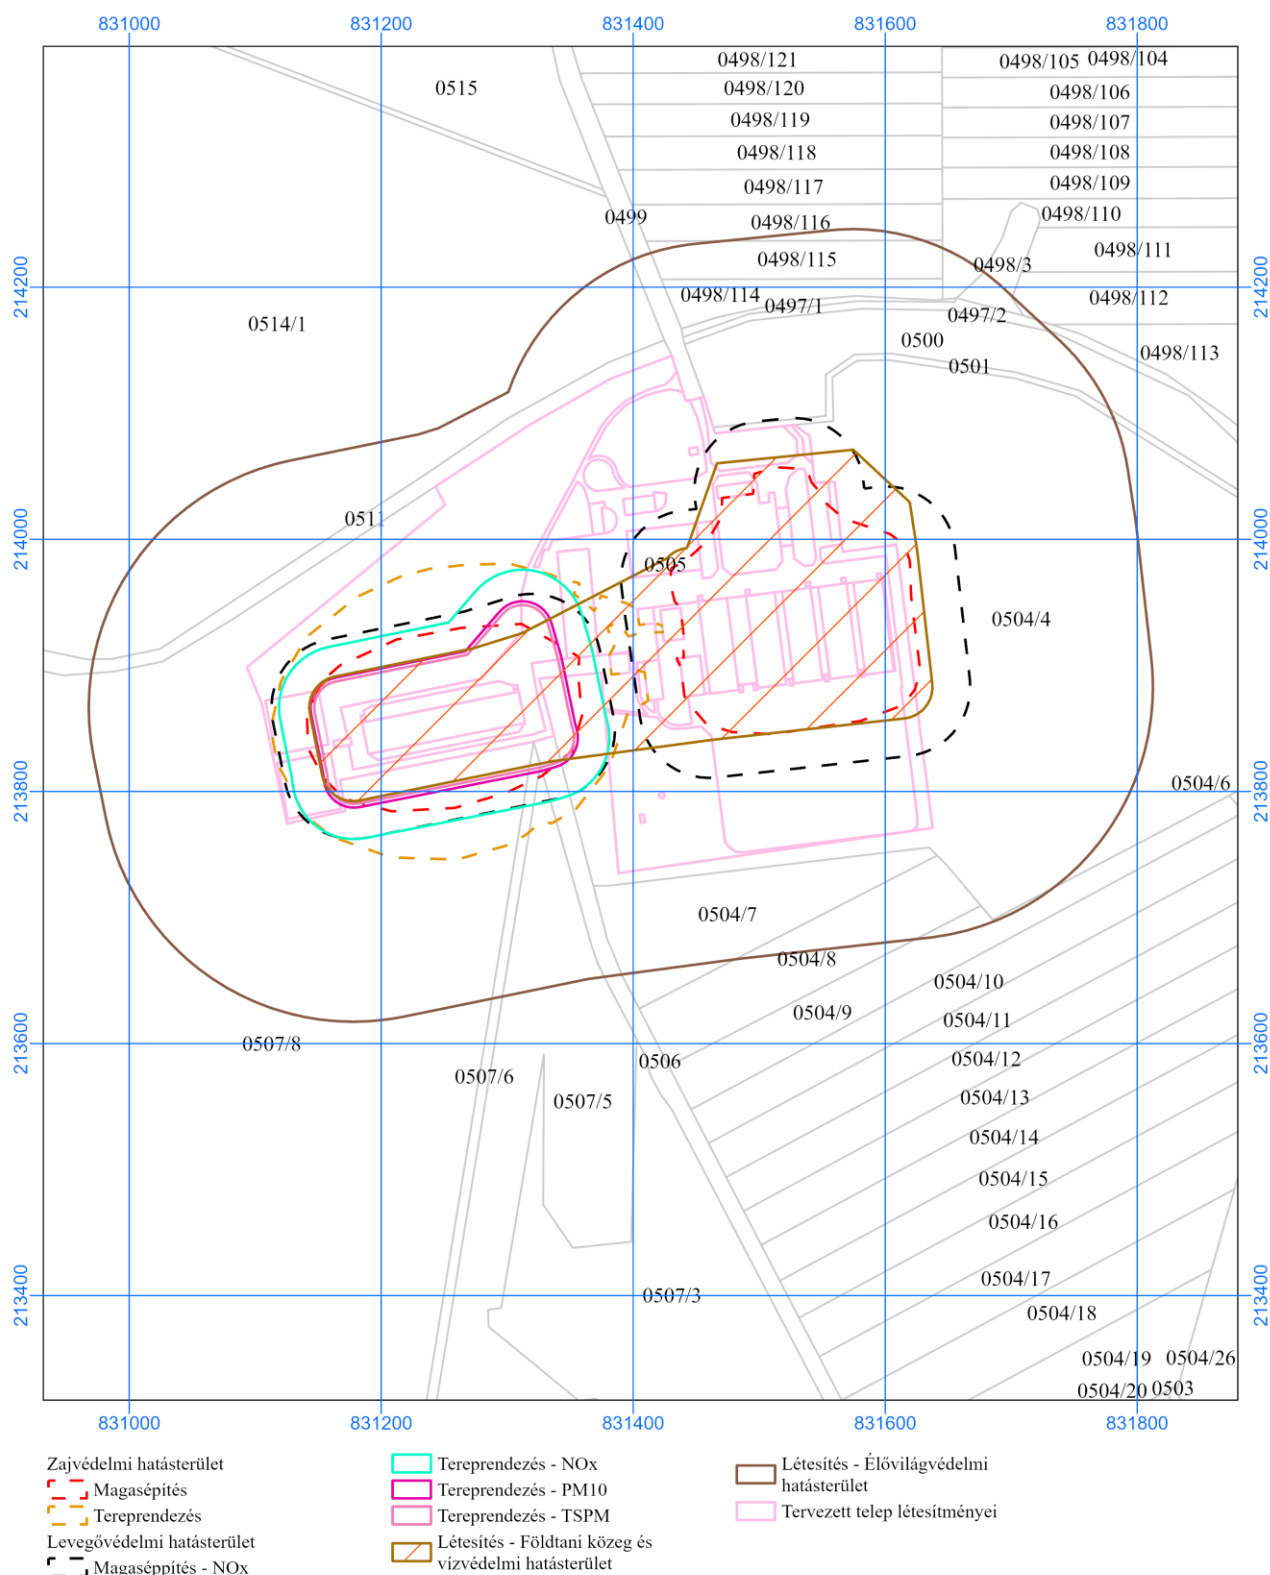 831000 831200 831400 831600 831800
0498/121 0498/105 0498/104
0515 0498/120 0498/106
0498/119 0498/107
0498/118 0498/108
0498/117 0498/109
0499 0498/116 0498/110
0498/115 0498/3 0498/111
214200 214200
0498/114 0497/1 0498/112
0514/1 0497/2
0500 0498/113
0501
0511
214000 214000
0505
0504/4
213800 0504/6 213800
0504/7
0504/8
0504/10
0504/9
0504/11
213600 0507/8 213600
0506 0504/12
0507/6
0507/5 0504/13
0504/14
0504/15
0504/16
0504/17
213400 0507/3 213400
0504/18
0504/19 0504/26
0504/20 0503
831000 831200 831400 831600 831800
Zajvédelmi hatásterület
Magasépítés
Tereprendezés
Levegővédelmi hatásterület
Magaséppítés - NOx
Tereprendezés - NOx
Tereprendezés - PM10
Tereprendezés - TSPM
Létesítés - Földtani közeg és
vízvédelmi hatásterület
Létesítés - Élővilágvédelmi
hatásterület
Tervezett telep létesítményei